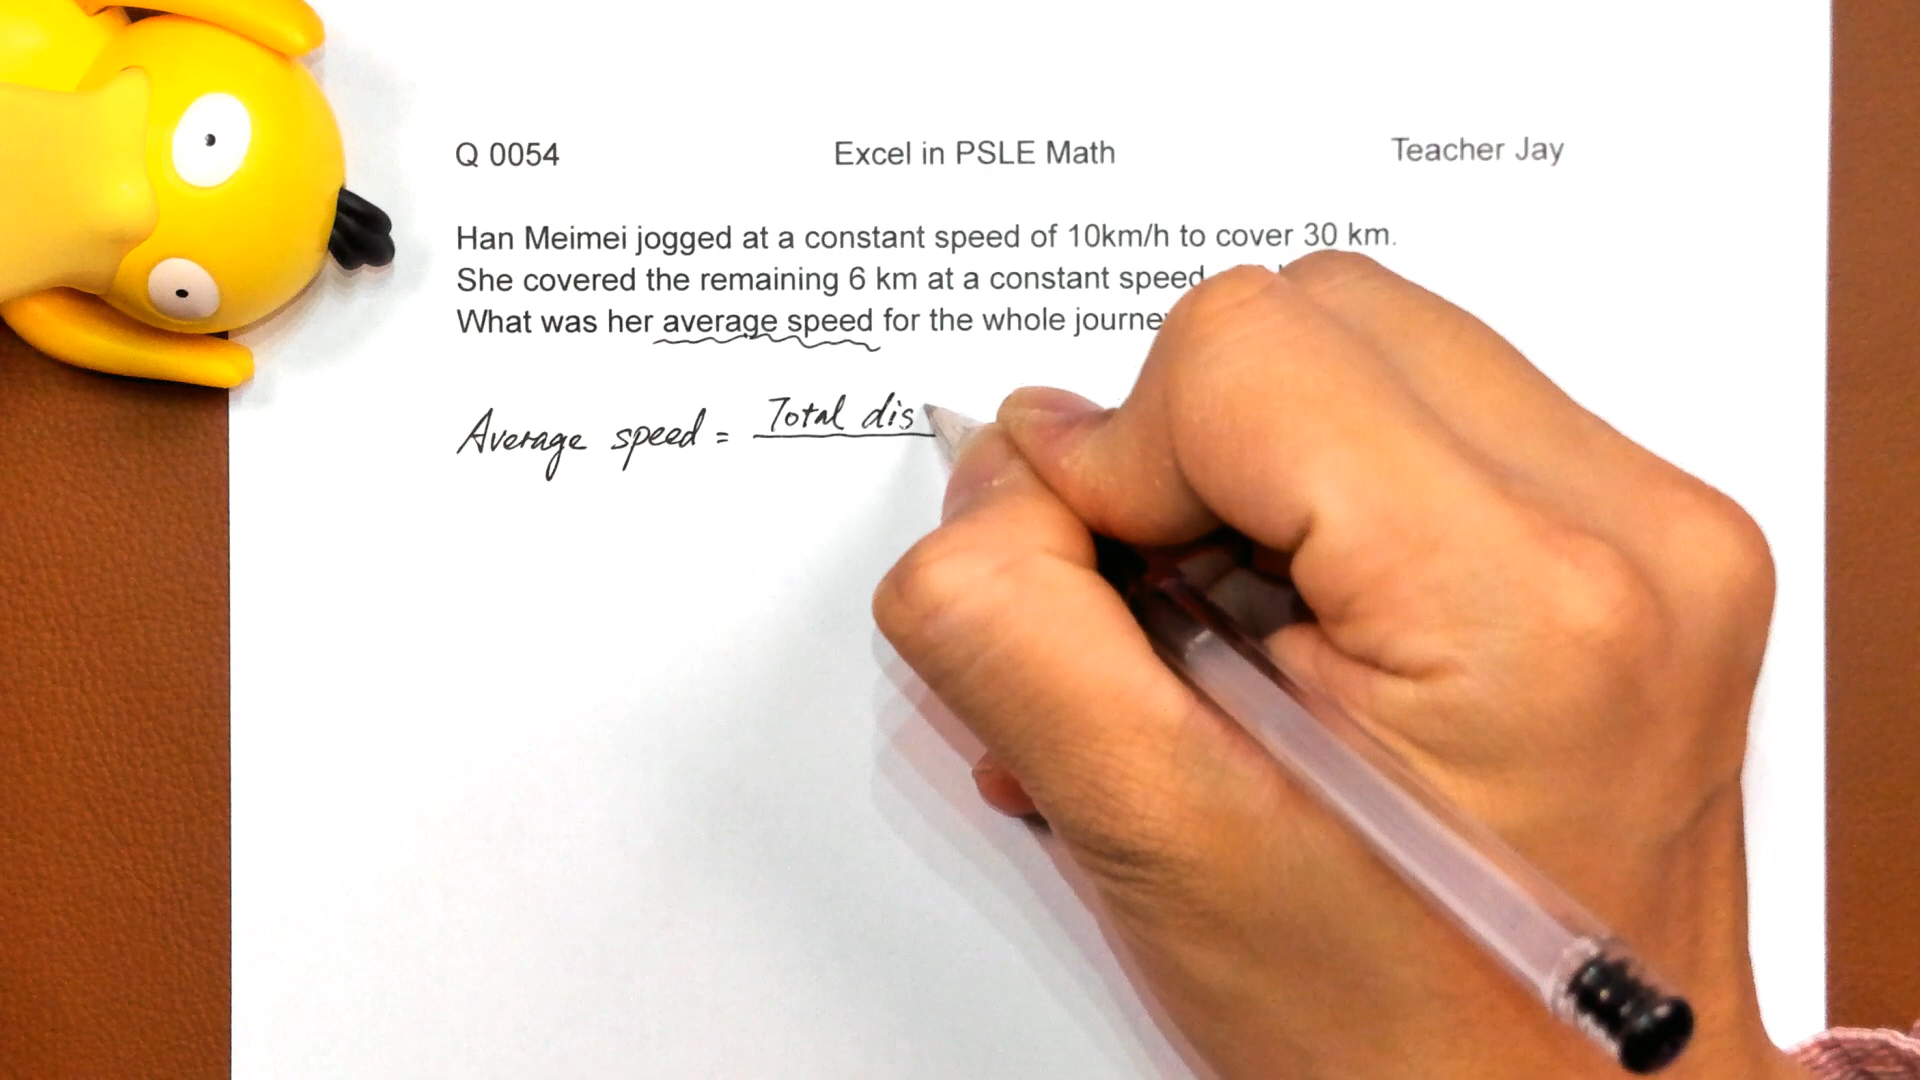 Q 0054 Excel in PSLE Math Teacher Jay
Han Meimei jogged at a constant speed of 10km/h to cover 30 km.
She covered the remaining 6 km at a constant speed
What was her average speed for the whole
Average speed = Total dis